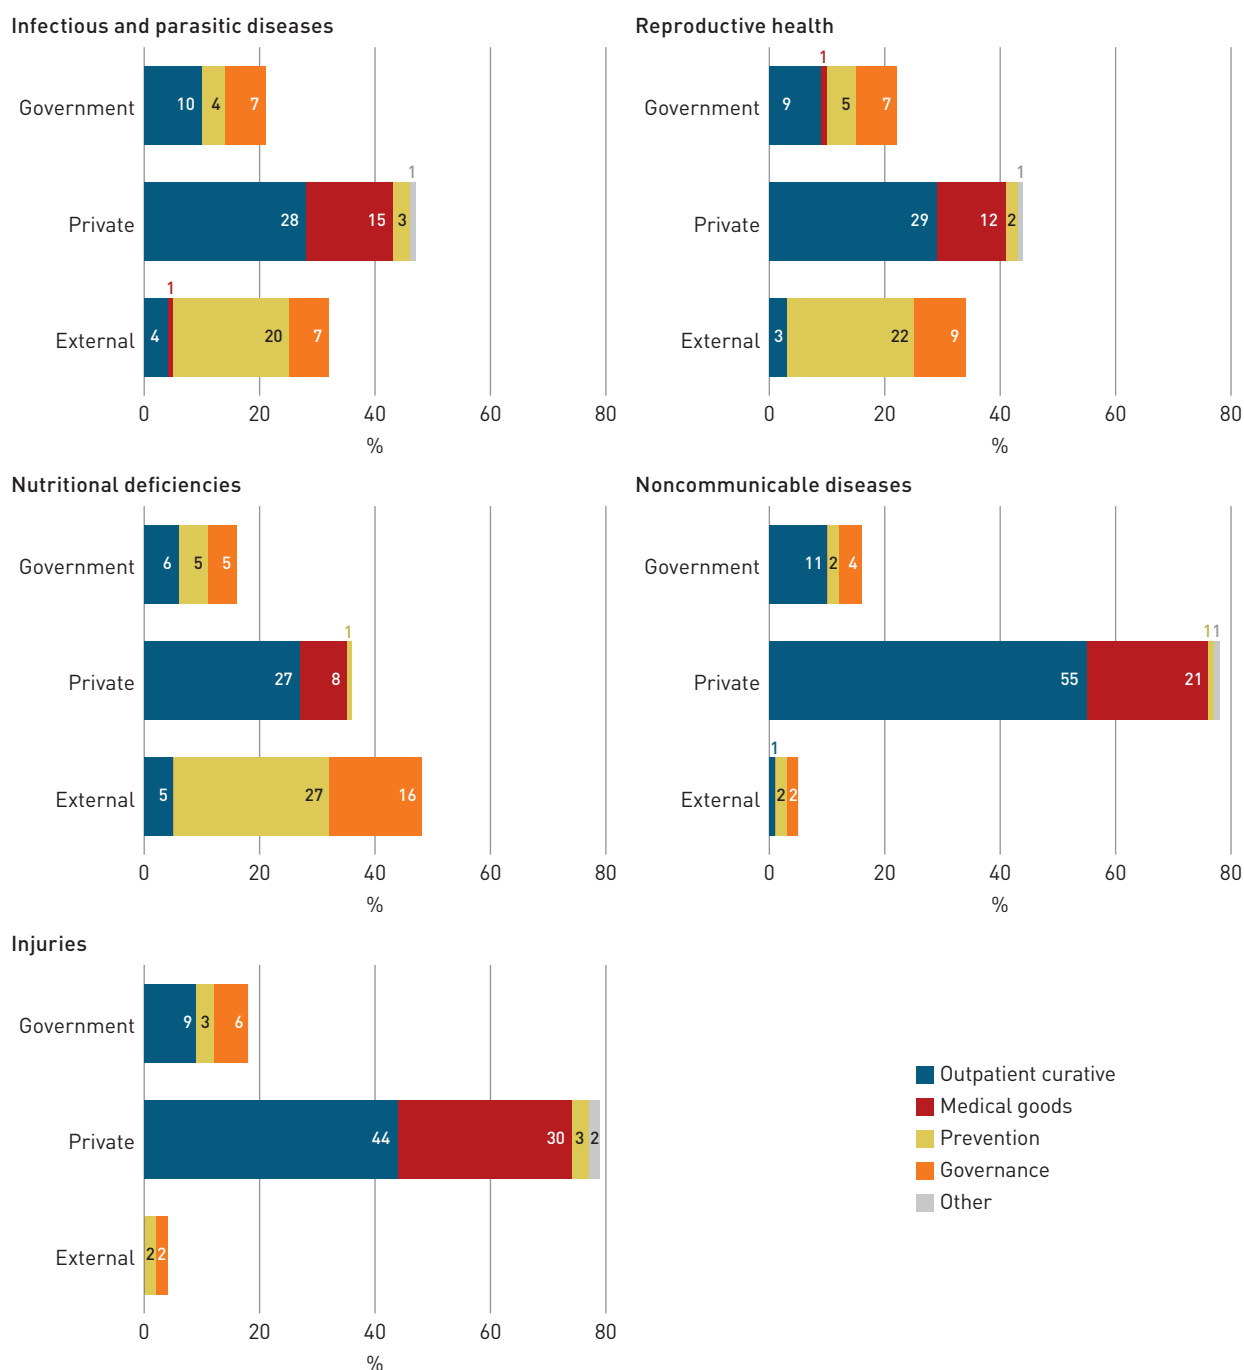 Infectious and parasitic diseases
Government
10 4 7
1
Private
28 15 3
1
External
4 20 7
0 20 40 60 80
%
Reproductive health
1
Government
9 5 7
1
Private
29 12 2
External
3 22 9
0 20 40 60 80
%
Nutritional deficiencies
Government
6 5 5
1
Private
27 8
External
5 27 16
0 20 40 60 80
%
Noncommunicable diseases
Government
11 2 4
1 1
Private
55 21
1
External
2 2
0 20 40 60 80
%
Injuries
Government
9 3 6
Private
44 30 3 2
External
2 2
0 20 40 60 80
%
Outpatient curative
Medical goods
Prevention
Governance
Other